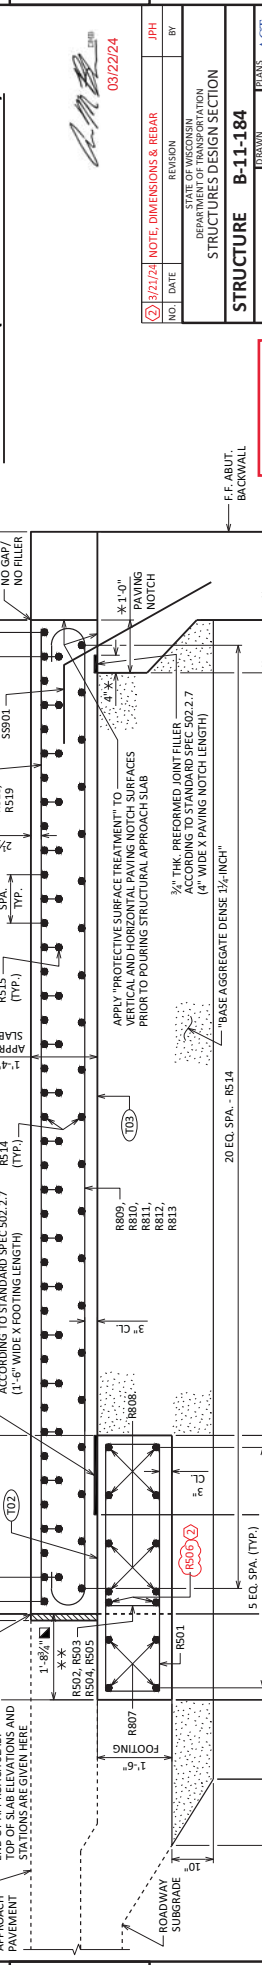 APPROACH
PAVEMENT
TOP OF SLAB ELEVATIONS AND
STATIONS ARE GIVEN HERE
ROADWAY
SUBGRADE
10"
1'-8¾"
**
FOOTING
1'-6"
R807
R502, R503
R504, R505
R501
R506 2
R808
3"
CL.
5 EQ. SPA. (TYP.)
T02
ACCORDING TO STANDARD SPEC 502.2.7
(1'-6" WIDE X FOOTING LENGTH)
3" CL.
R809,
R810,
R811,
R812,
R813
R514
(TYP.)
T03
1'-4"
SLAB
R515
(TYP.)
SPA.
TYP.
R519
SS901
NO GAP/
NO FILLER
APPLY "PROTECTIVE SURFACE TREATMENT" TO
VERTICAL AND HORIZONTAL PAVING NOTCH SURFACES
PRIOR TO POURING STRUCTURAL APPROACH SLAB
4"*
* 1'-0"
PAVING
NOTCH
¾" THK. PREFORMED JOINT FILLER
ACCORDING TO STANDARD SPEC 502.2.7
(4" WIDE X PAVING NOTCH LENGTH)
"BASE AGGREGATE DENSE 1¼-INCH"
20 EQ. SPA. - R514
F.F. ABUT.
BACKWALL
03/22/24
2 3/21/24 NOTE, DIMENSIONS & REBAR JPH
NO. DATE REVISION BY
STATE OF WISCONSIN
DEPARTMENT OF TRANSPORTATION
STRUCTURES DESIGN SECTION
STRUCTURE B-11-184
DRAWN PLANS